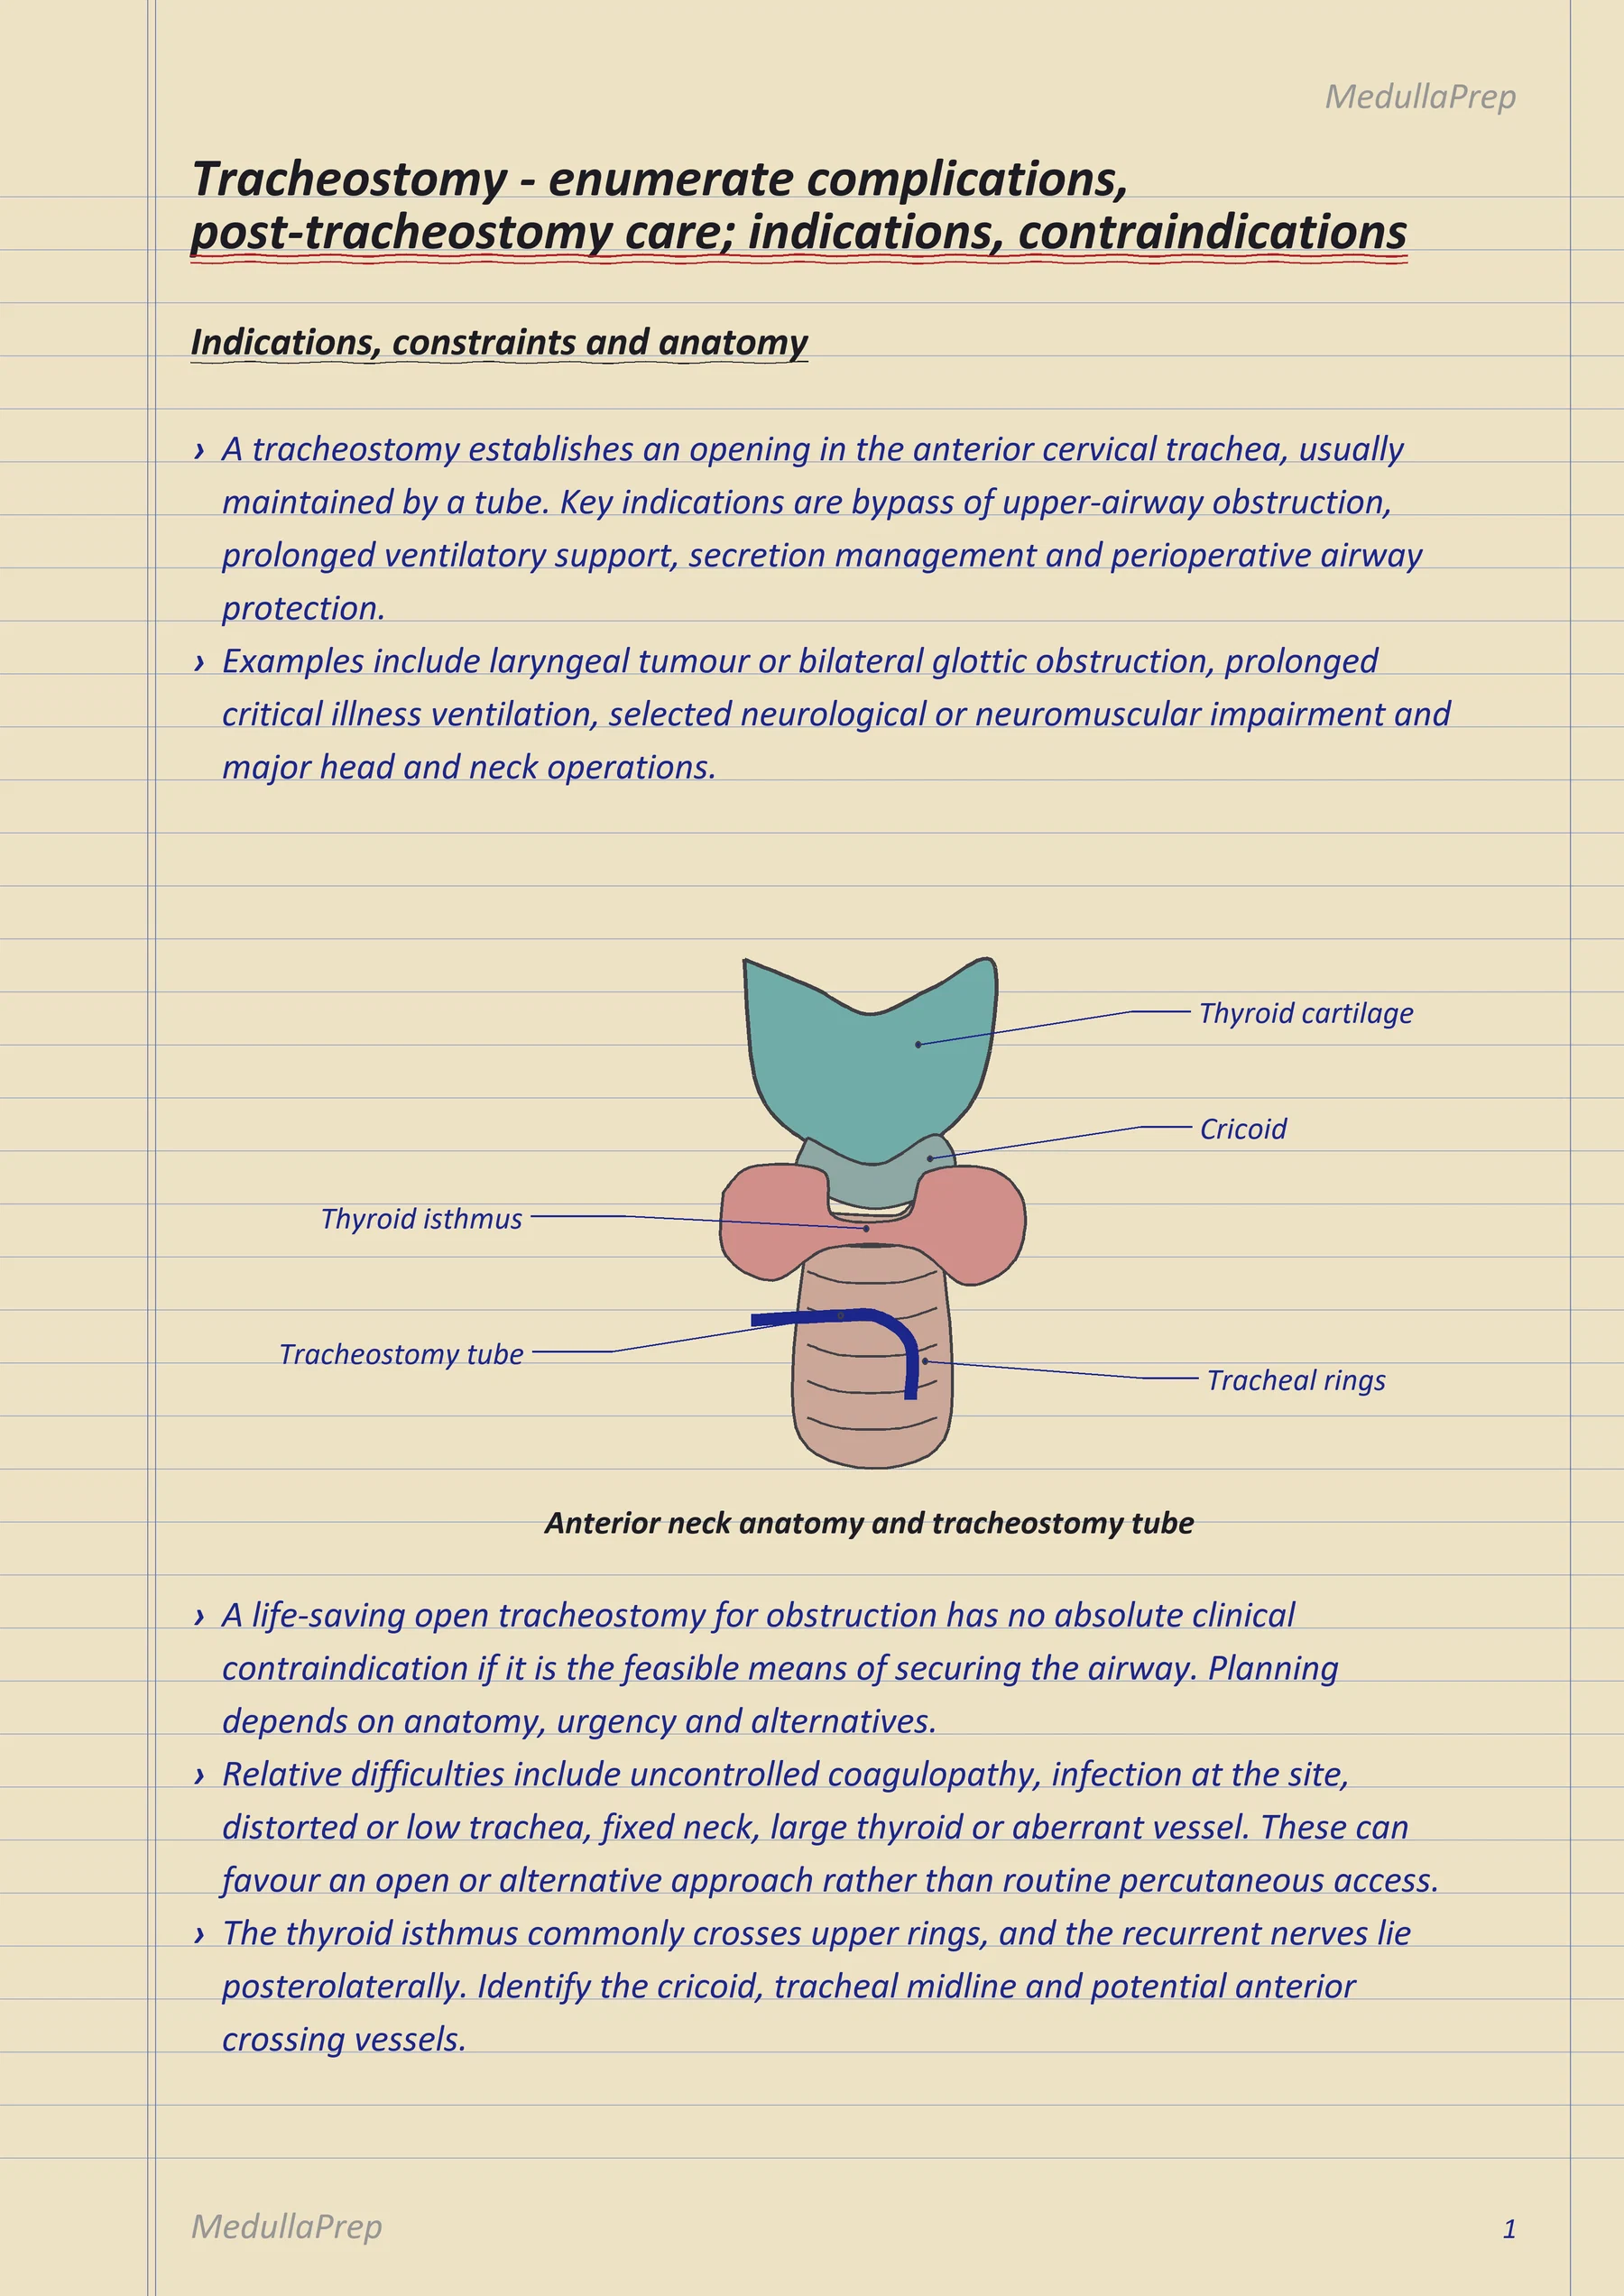 MedullaPrep
Tracheostomy - enumerate complications,
post-tracheostomy care; indications, contraindications
Indications, constraints and anatomy
› A tracheostomy establishes an opening in the anterior cervical trachea, usually
maintained by a tube. Key indications are bypass of upper-airway obstruction,
prolonged ventilatory support, secretion management and perioperative airway
protection.
› Examples include laryngeal tumour or bilateral glottic obstruction, prolonged
critical illness ventilation, selected neurological or neuromuscular impairment and
major head and neck operations.
Thyroid cartilage
Cricoid
Thyroid isthmus
Tracheostomy tube
Tracheal rings
Anterior neck anatomy and tracheostomy tube
› A life-saving open tracheostomy for obstruction has no absolute clinical
contraindication if it is the feasible means of securing the airway. Planning
depends on anatomy, urgency and alternatives.
› Relative difficulties include uncontrolled coagulopathy, infection at the site,
distorted or low trachea, fixed neck, large thyroid or aberrant vessel. These can
favour an open or alternative approach rather than routine percutaneous access.
› The thyroid isthmus commonly crosses upper rings, and the recurrent nerves lie
posterolaterally. Identify the cricoid, tracheal midline and potential anterior
crossing vessels.
MedullaPrep
1